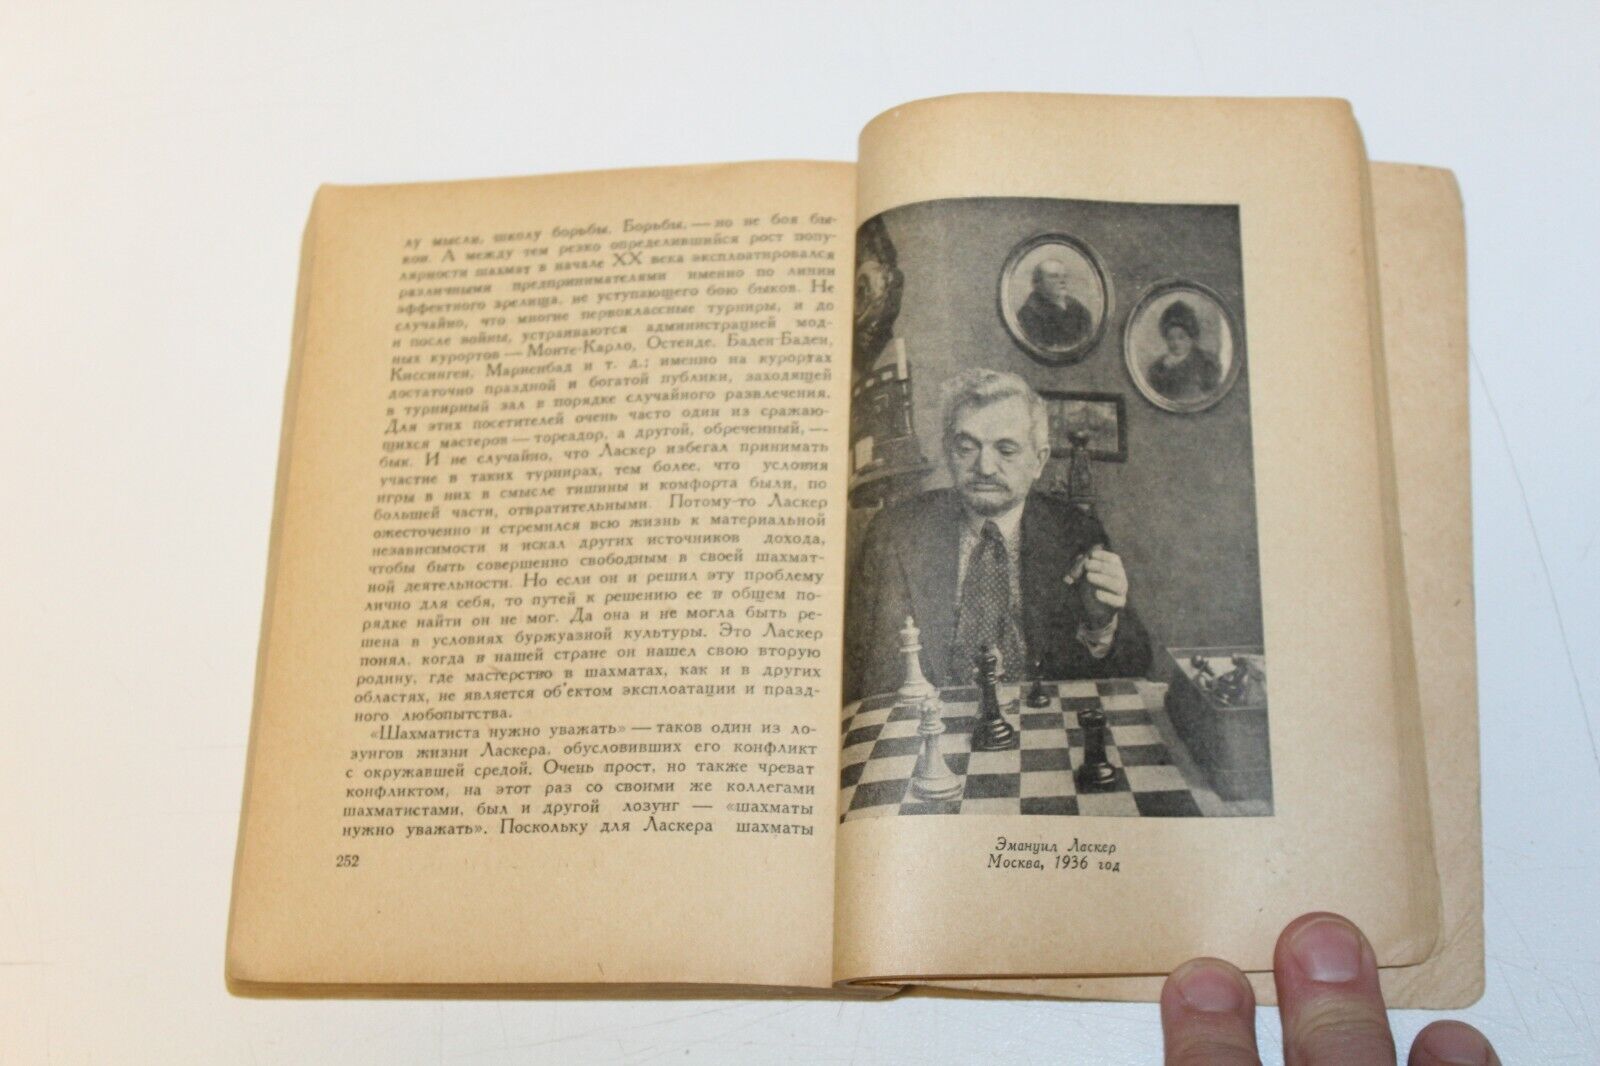 лу мысли, школу борьбы. Борьбы, — но не боя бы-
ков. А между тем резко определившийся рост попу-
лярности шахмат в начале XX века эксплоатировался
различными предпринимателями именно по линии
эффектного зрелища, не уступающего бою быков. Не
случайно, что многие первоклассные турниры, и до
и после войны, устраиваются администрацией мод-
ных курортов — Монте-Карло, Остенде, Баден-Баден,
Киссинген, Мариенбад и т. д.; именно на курортах
достаточно праздной и богатой публики, заходящей
в турнирный зал в порядке случайного развлечения.
Для этих посетителей очень часто один из сражаю-
щихся мастеров — тореадор, а другой, обреченный, —
бык. И не случайно, что Ласкер избегал принимать
участие в таких турнирах, тем более, что условия
игры в них в смысле тишины и комфорта были, по
большей части, отвратительными. Потому-то Ласкер
ожесточенно и стремился всю жизнь к материальной
независимости и искал других источников дохода,
чтобы быть совершенно свободным в своей шахмат-
ной деятельности. Но если он и решил эту проблему
лично для себя, то путей к решению ее в общем по-
рядке найти он не мог. Да она и не могла быть ре-
шена в условиях буржуазной культуры. Это Ласкер
понял, когда в нашей стране он нашел свою вторую
родину, где мастерство в шахматах, как и в других
областях, не является об'ектом эксплоатации и празд-
ного любопытства.
«Шахматиста нужно уважать» — таков один из ло-
зунгов жизни Ласкера, обусловивших его конфликт
с окружавшей средой. Очень прост, но также чреват
конфликтом, на этот раз со своими же коллегами
шахматистами, был и другой лозунг — «шахматы
нужно уважать». Поскольку для Ласкера шахматы
252
Эмануил Ласкер
Москва, 1936 год